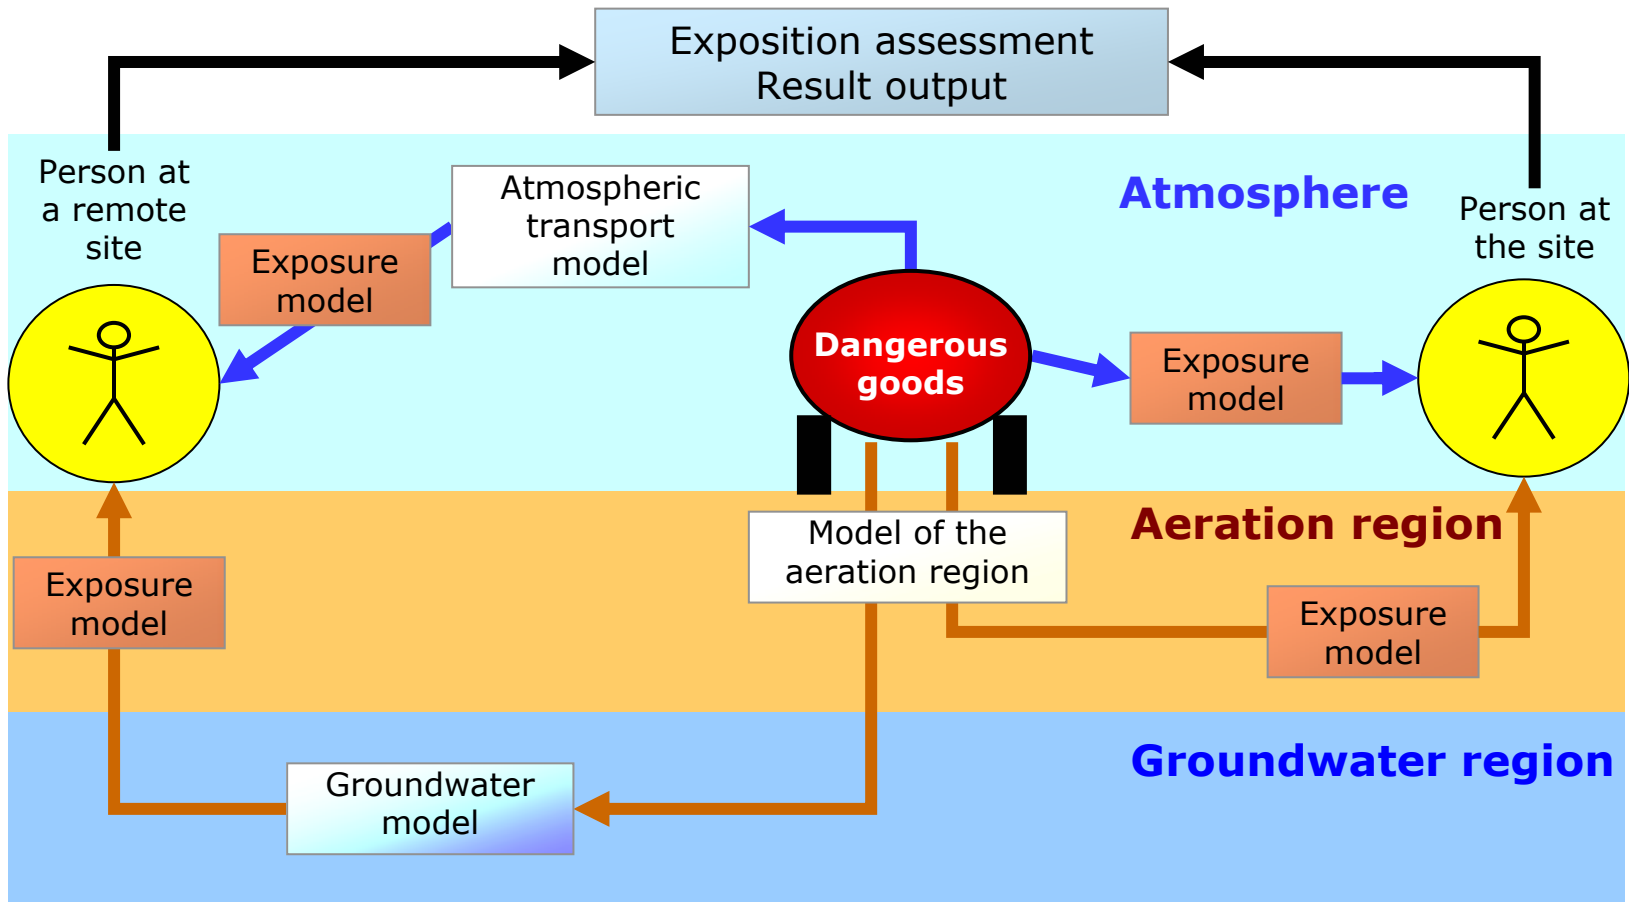 Exposition assessment
Result output
Person at
a remote
site
Atmospheric
transport
model
Atmosphere
Person at
the site
Exposure
model
Dangerous
goods
Exposure
model
Model of the
aeration region
Aeration region
Exposure
model
Exposure
model
Groundwater
model
Groundwater region